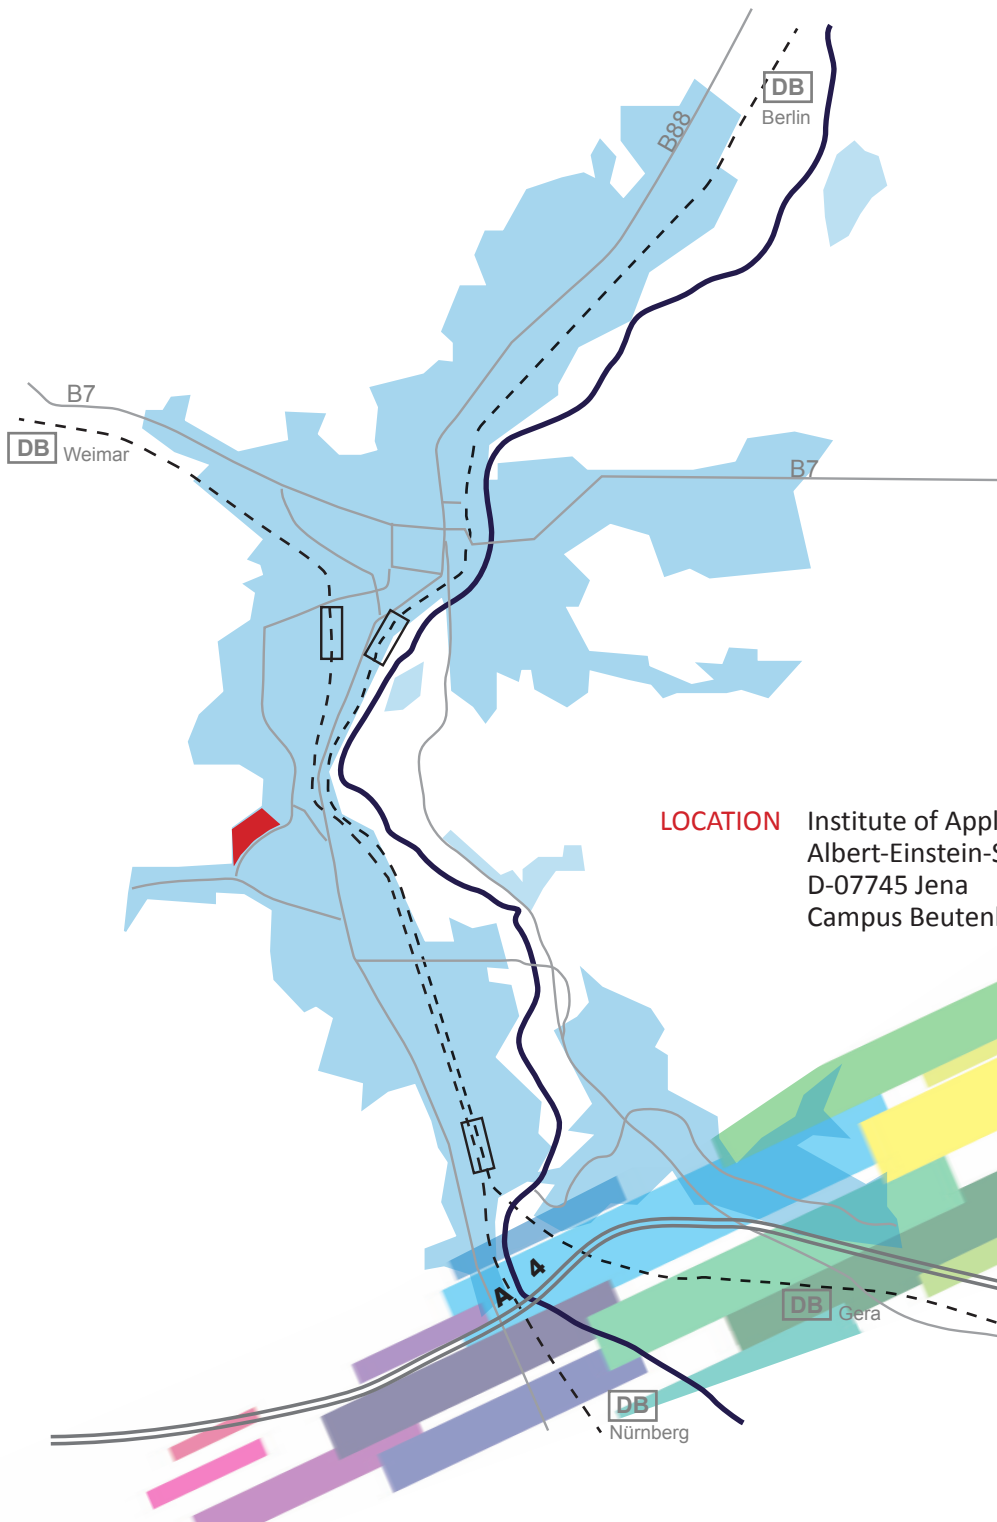 DB
Berlin
B88
B7
DB Weimar
B7
LOCATION Institute of Appl
Albert-Einstein-S
D-07745 Jena
Campus Beuten
A 4
DB Gera
DB
Nürnberg